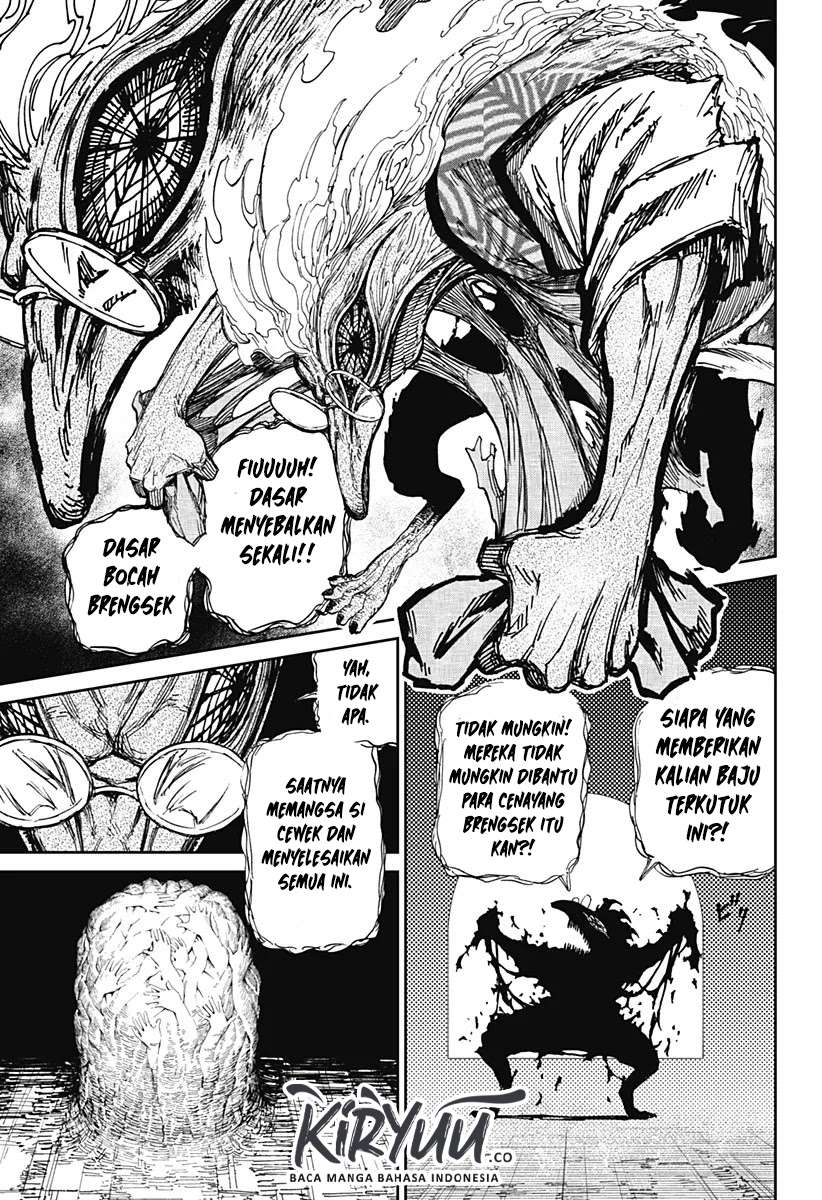 FIUUUUH!
DASAR
MENYEBALKAN
SEKALI!!
DASAR
BOCAH
BRENGSEK
SIAPA YANG
MEMBERIKAN
KALIAN BAJU
TERKUTUK
INI?!
TIDAK MUNGKIN!
MEREKA TIDAK
MUNGKIN DIBANTU
PARA CENAYANG
BRENGSEK ITU
KAN?!
ビリ
YAH,
TIDAK
APA.
SAATNYA
MEMANGSA SI
CEWEK DAN
MENYELESAIKAN
SEMUA INI.
KIRYUU.CO
BACA MANGA BAHASA INDONESIA